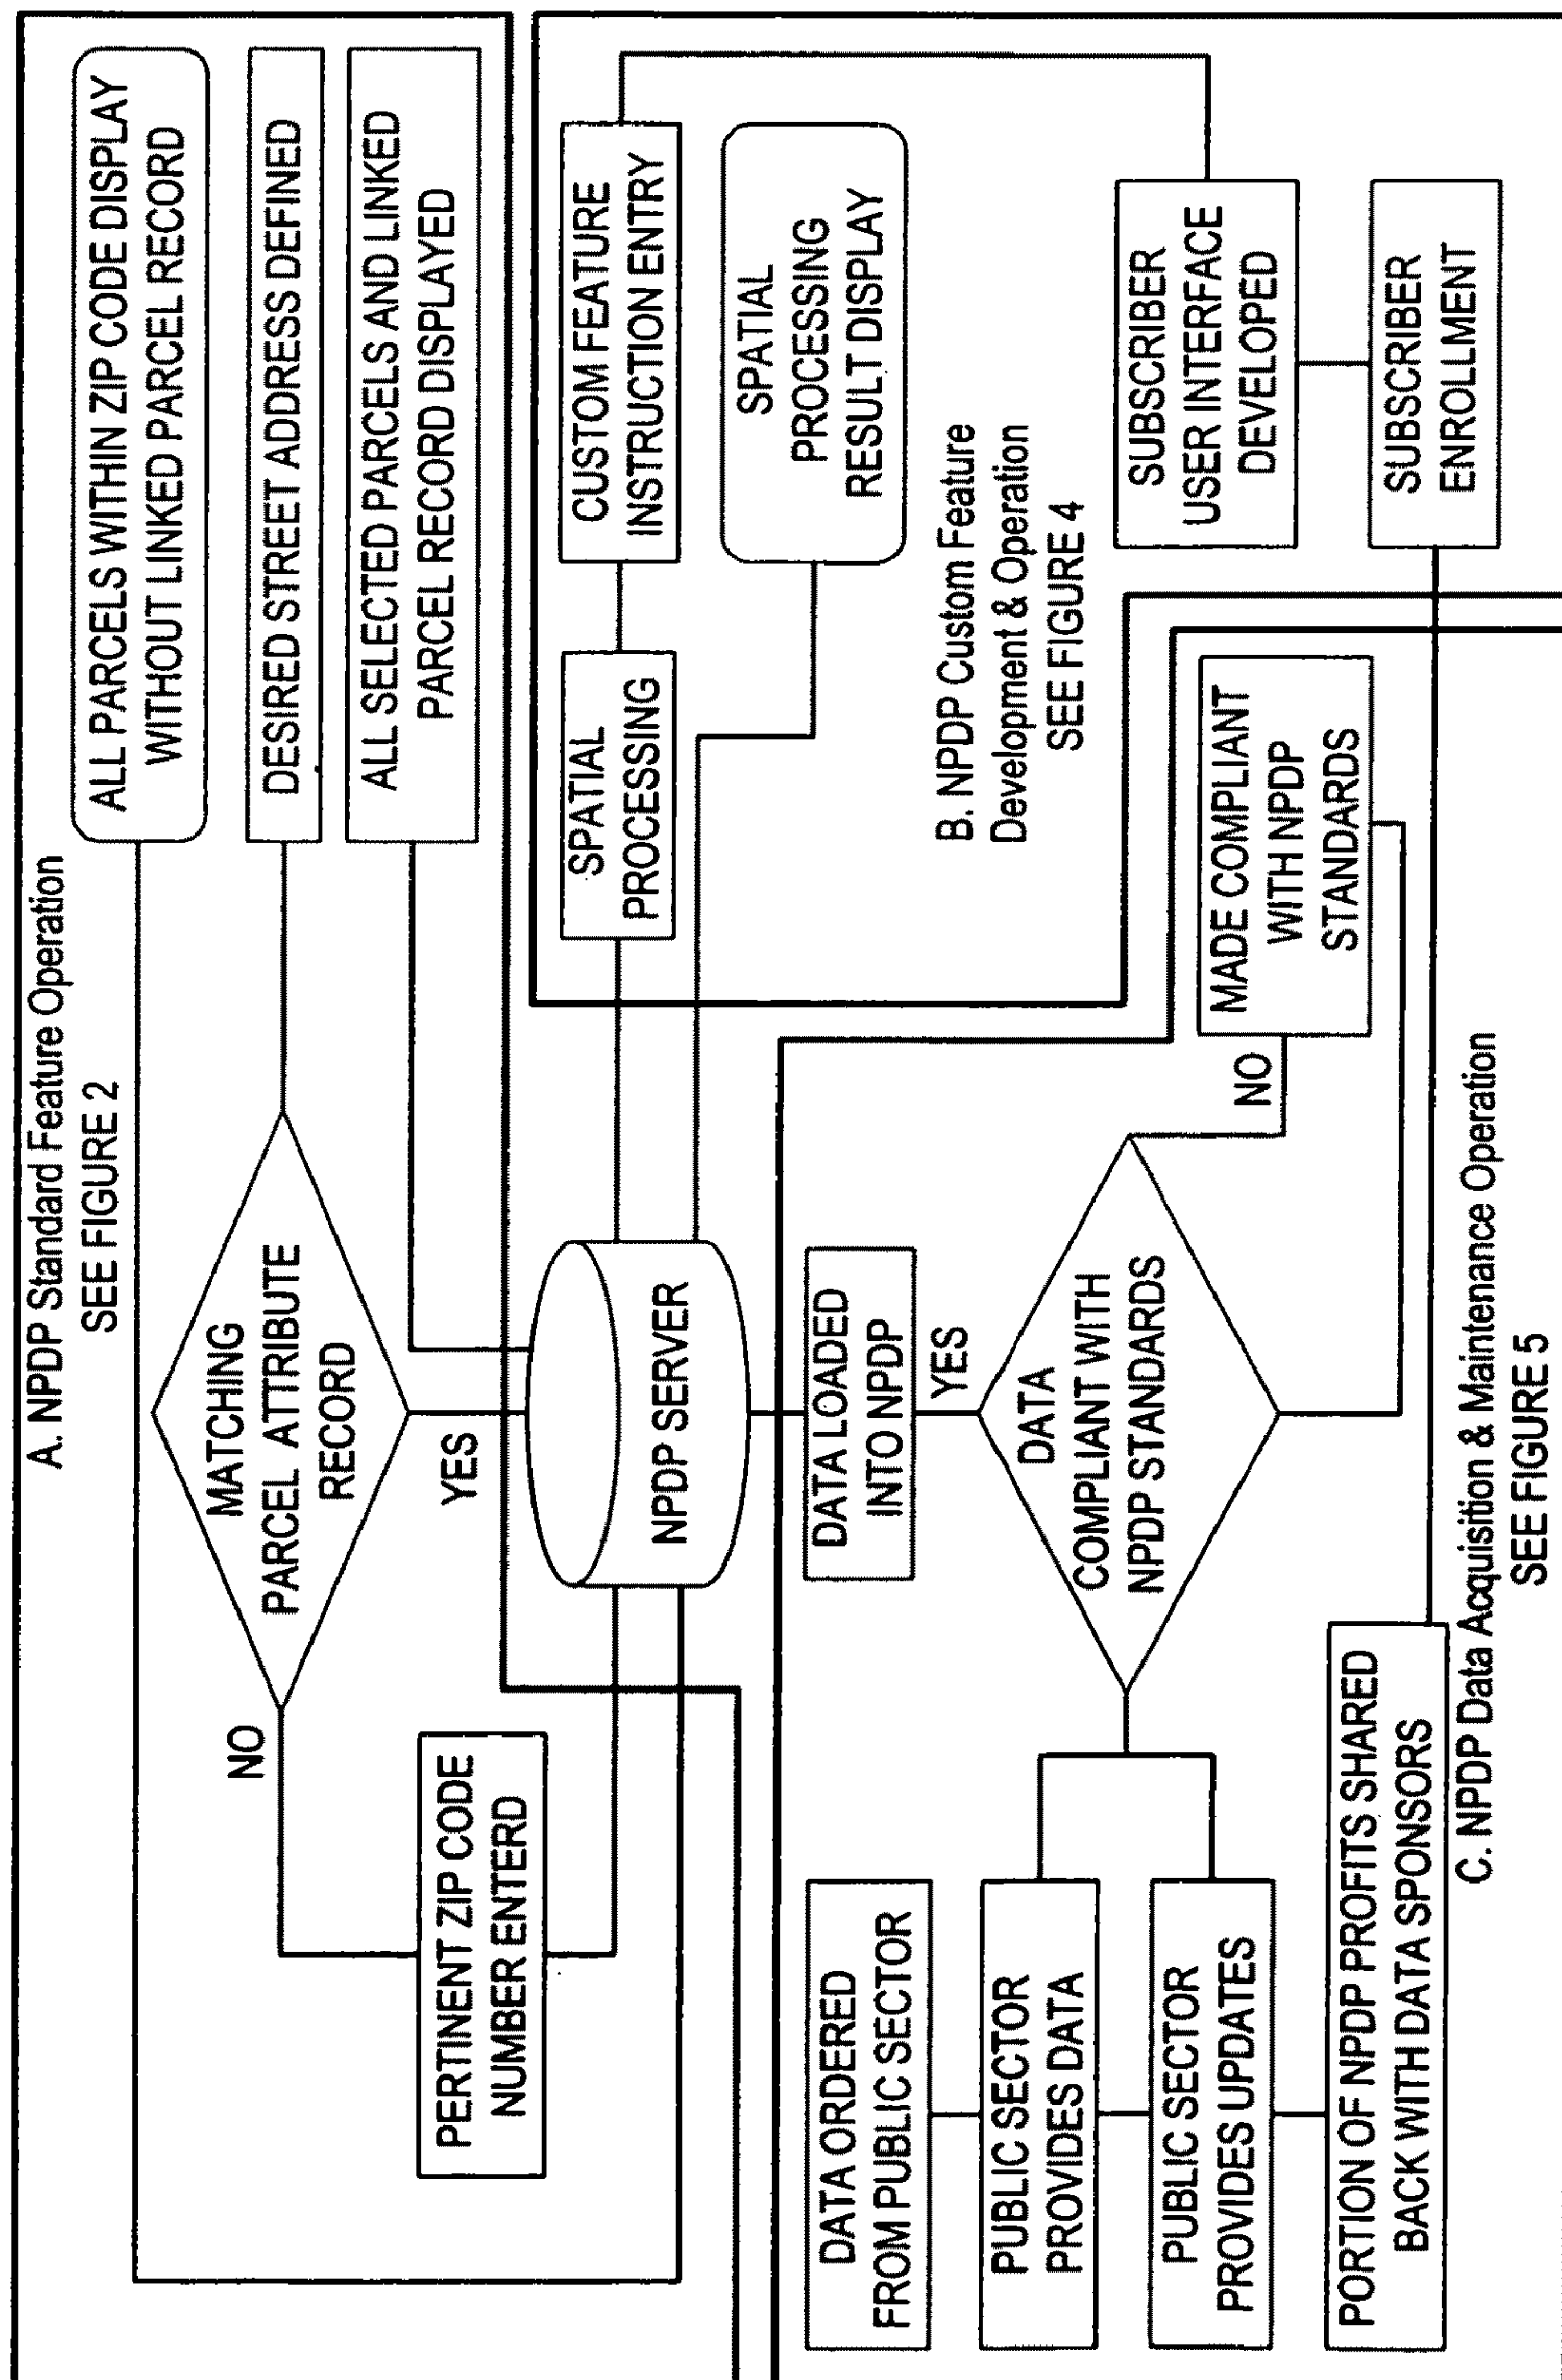 A. NPDP Standard Feature Operation
SEE FIGURE 2
ALL PARCELS WITHIN ZIP CODE DISPLAY
WITHOUT LINKED PARCEL RECORD
MATCHING
PARCEL ATTRIBUTE
RECORD
DESIRED STREET ADDRESS DEFINED
NO
YES
ALL SELECTED PARCELS AND LINKED
PARCEL RECORD DISPLAYED
PERTINENT ZIP CODE
NUMBER ENTERD
NPDP SERVER
SPATIAL
PROCESSING
CUSTOM FEATURE
INSTRUCTION ENTRY
SPATIAL
PROCESSING
RESULT DISPLAY
B. NPDP Custom Feature
Development & Operation
SEE FIGURE 4
SUBSCRIBER
USER INTERFACE
DEVELOPED
SUBSCRIBER
ENROLLMENT
DATA LOADED
INTO NPDP
YES
DATA
COMPLIANT WITH
NPDP STANDARDS
NO
MADE COMPLIANT
WITH NPDP
STANDARDS
DATA ORDERED
FROM PUBLIC SECTOR
PUBLIC SECTOR
PROVIDES DATA
PUBLIC SECTOR
PROVIDES UPDATES
PORTION OF NPDP PROFITS SHARED
BACK WITH DATA SPONSORS
C. NPDP Data Acquisition & Maintenance Operation
SEE FIGURE 5